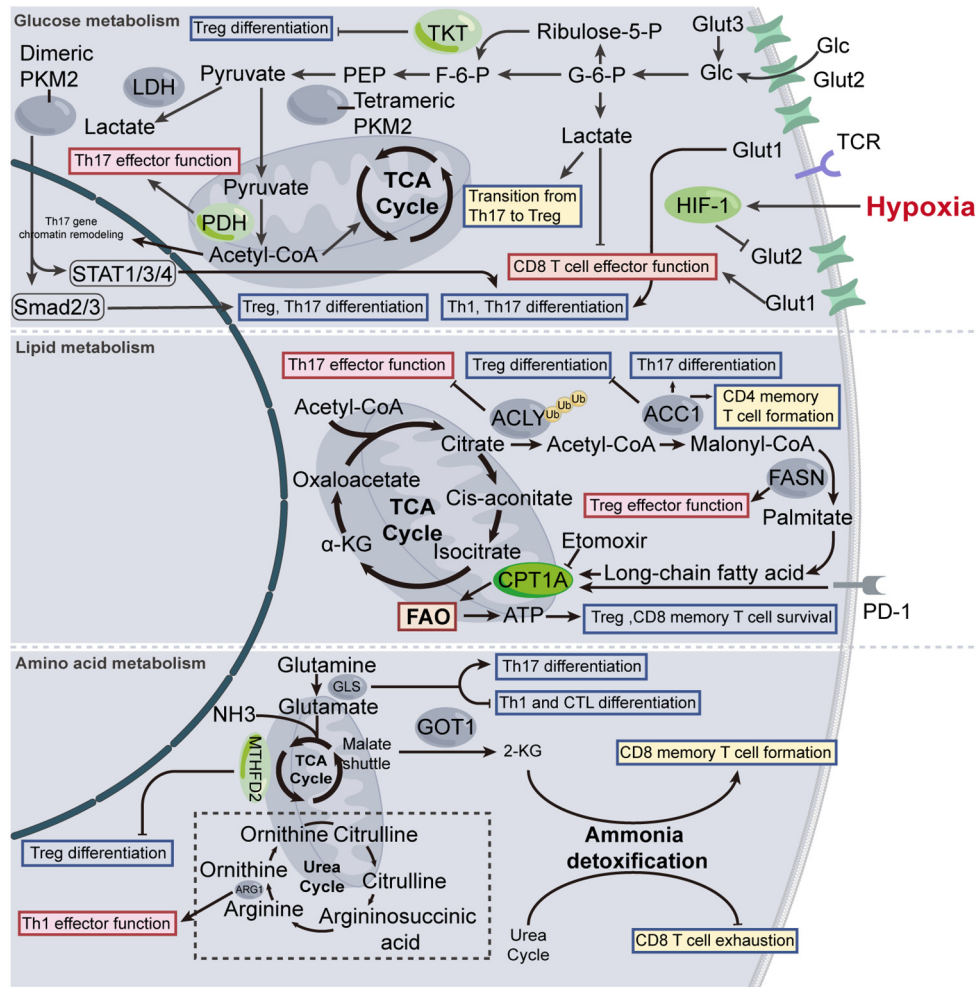 Glucose metabolism
Treg differentiation
TKT
Ribulose-5-P
Glut3
Glc
Dimeric
PKM2
LDH
Pyruvate
PEP
F-6-P
G-6-P
Glc
Glut2
Tetrameric
PKM2
Lactate
Lactate
Glut1
TCR
Th17 effector function
Pyruvate
TCA
Cycle
Transition from
Th17 to Treg
HIF-1
Hypoxia
PDH
Th17 gene
chromatin remodeling
Acetyl-CoA
Glut2
STAT1/3/4
CD8 T cell effector function
Smad2/3
Treg, Th17 differentiation
Th1, Th17 differentiation
Glut1
Lipid metabolism
Th17 effector function
Treg differentiation
Th17 differentiation
CD4 memory
T cell formation
Acetyl-CoA
ACLY
Ub
Ub
Ub
ACC1
Citrate
Acetyl-CoA
Malonyl-CoA
Oxaloacetate
Cis-aconitate
FASN
Treg effector function
TCA
Cycle
Palmitate
α-KG
Isocitrate
Etomoxir
CPT1A
Long-chain fatty acid
FAO
ATP
Treg ,CD8 memory T cell survival
PD-1
Amino acid metabolism
Glutamine
GLS
Th17 differentiation
Glutamate
Th1 and CTL differentiation
NH3
GOT1
MTHFD2
TCA
Cycle
Malate
shuttle
2-KG
CD8 memory T cell formation
Ornithine
Citrulline
Ammonia
detoxification
Treg differentiation
Ornithine
Urea
Cycle
Citrulline
ARG1
Arginine
Argininosuccinic
acid
Th1 effector function
Urea
Cycle
CD8 T cell exhaustion